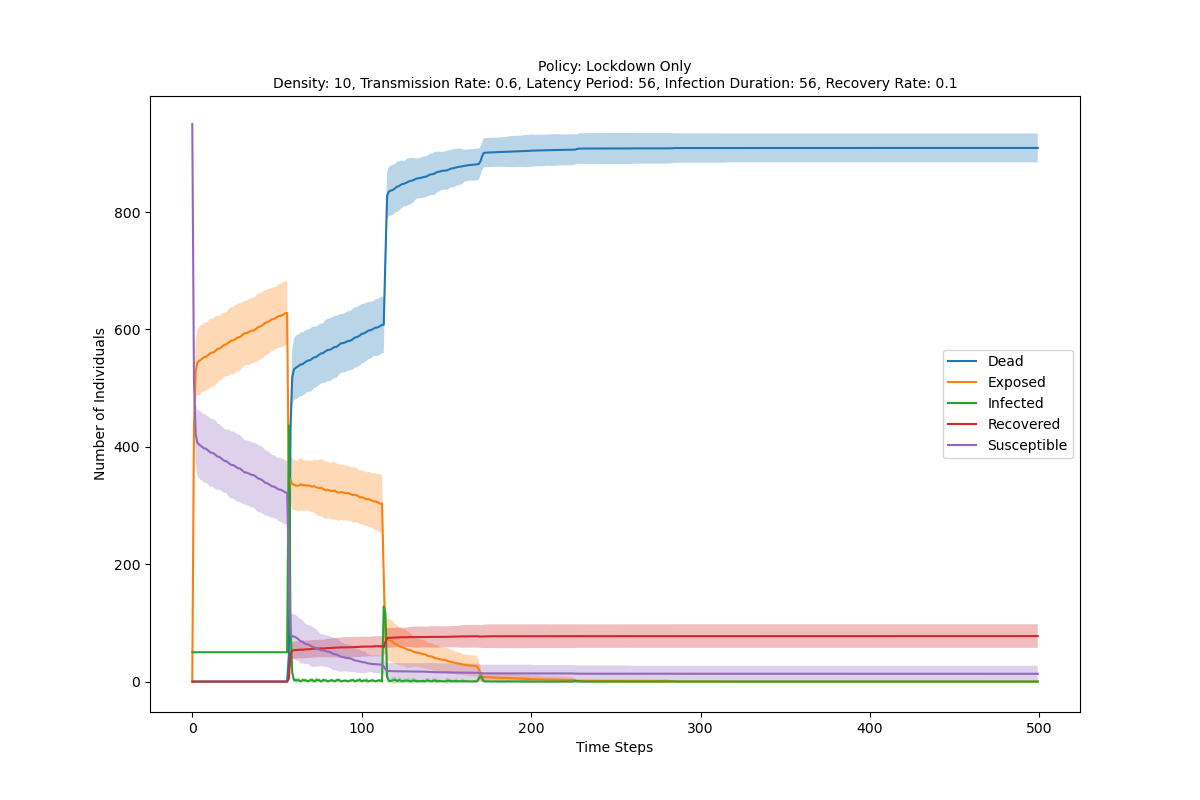 Policy: Lockdown Only
Density: 10, Transmission Rate: 0.6, Latency Period: 56, Infection Duration: 56, Recovery Rate: 0.1
Number of Individuals
800
600
400
200
0
Dead
Exposed
Infected
Recovered
Susceptible
0 100 200 300 400 500
Time Steps